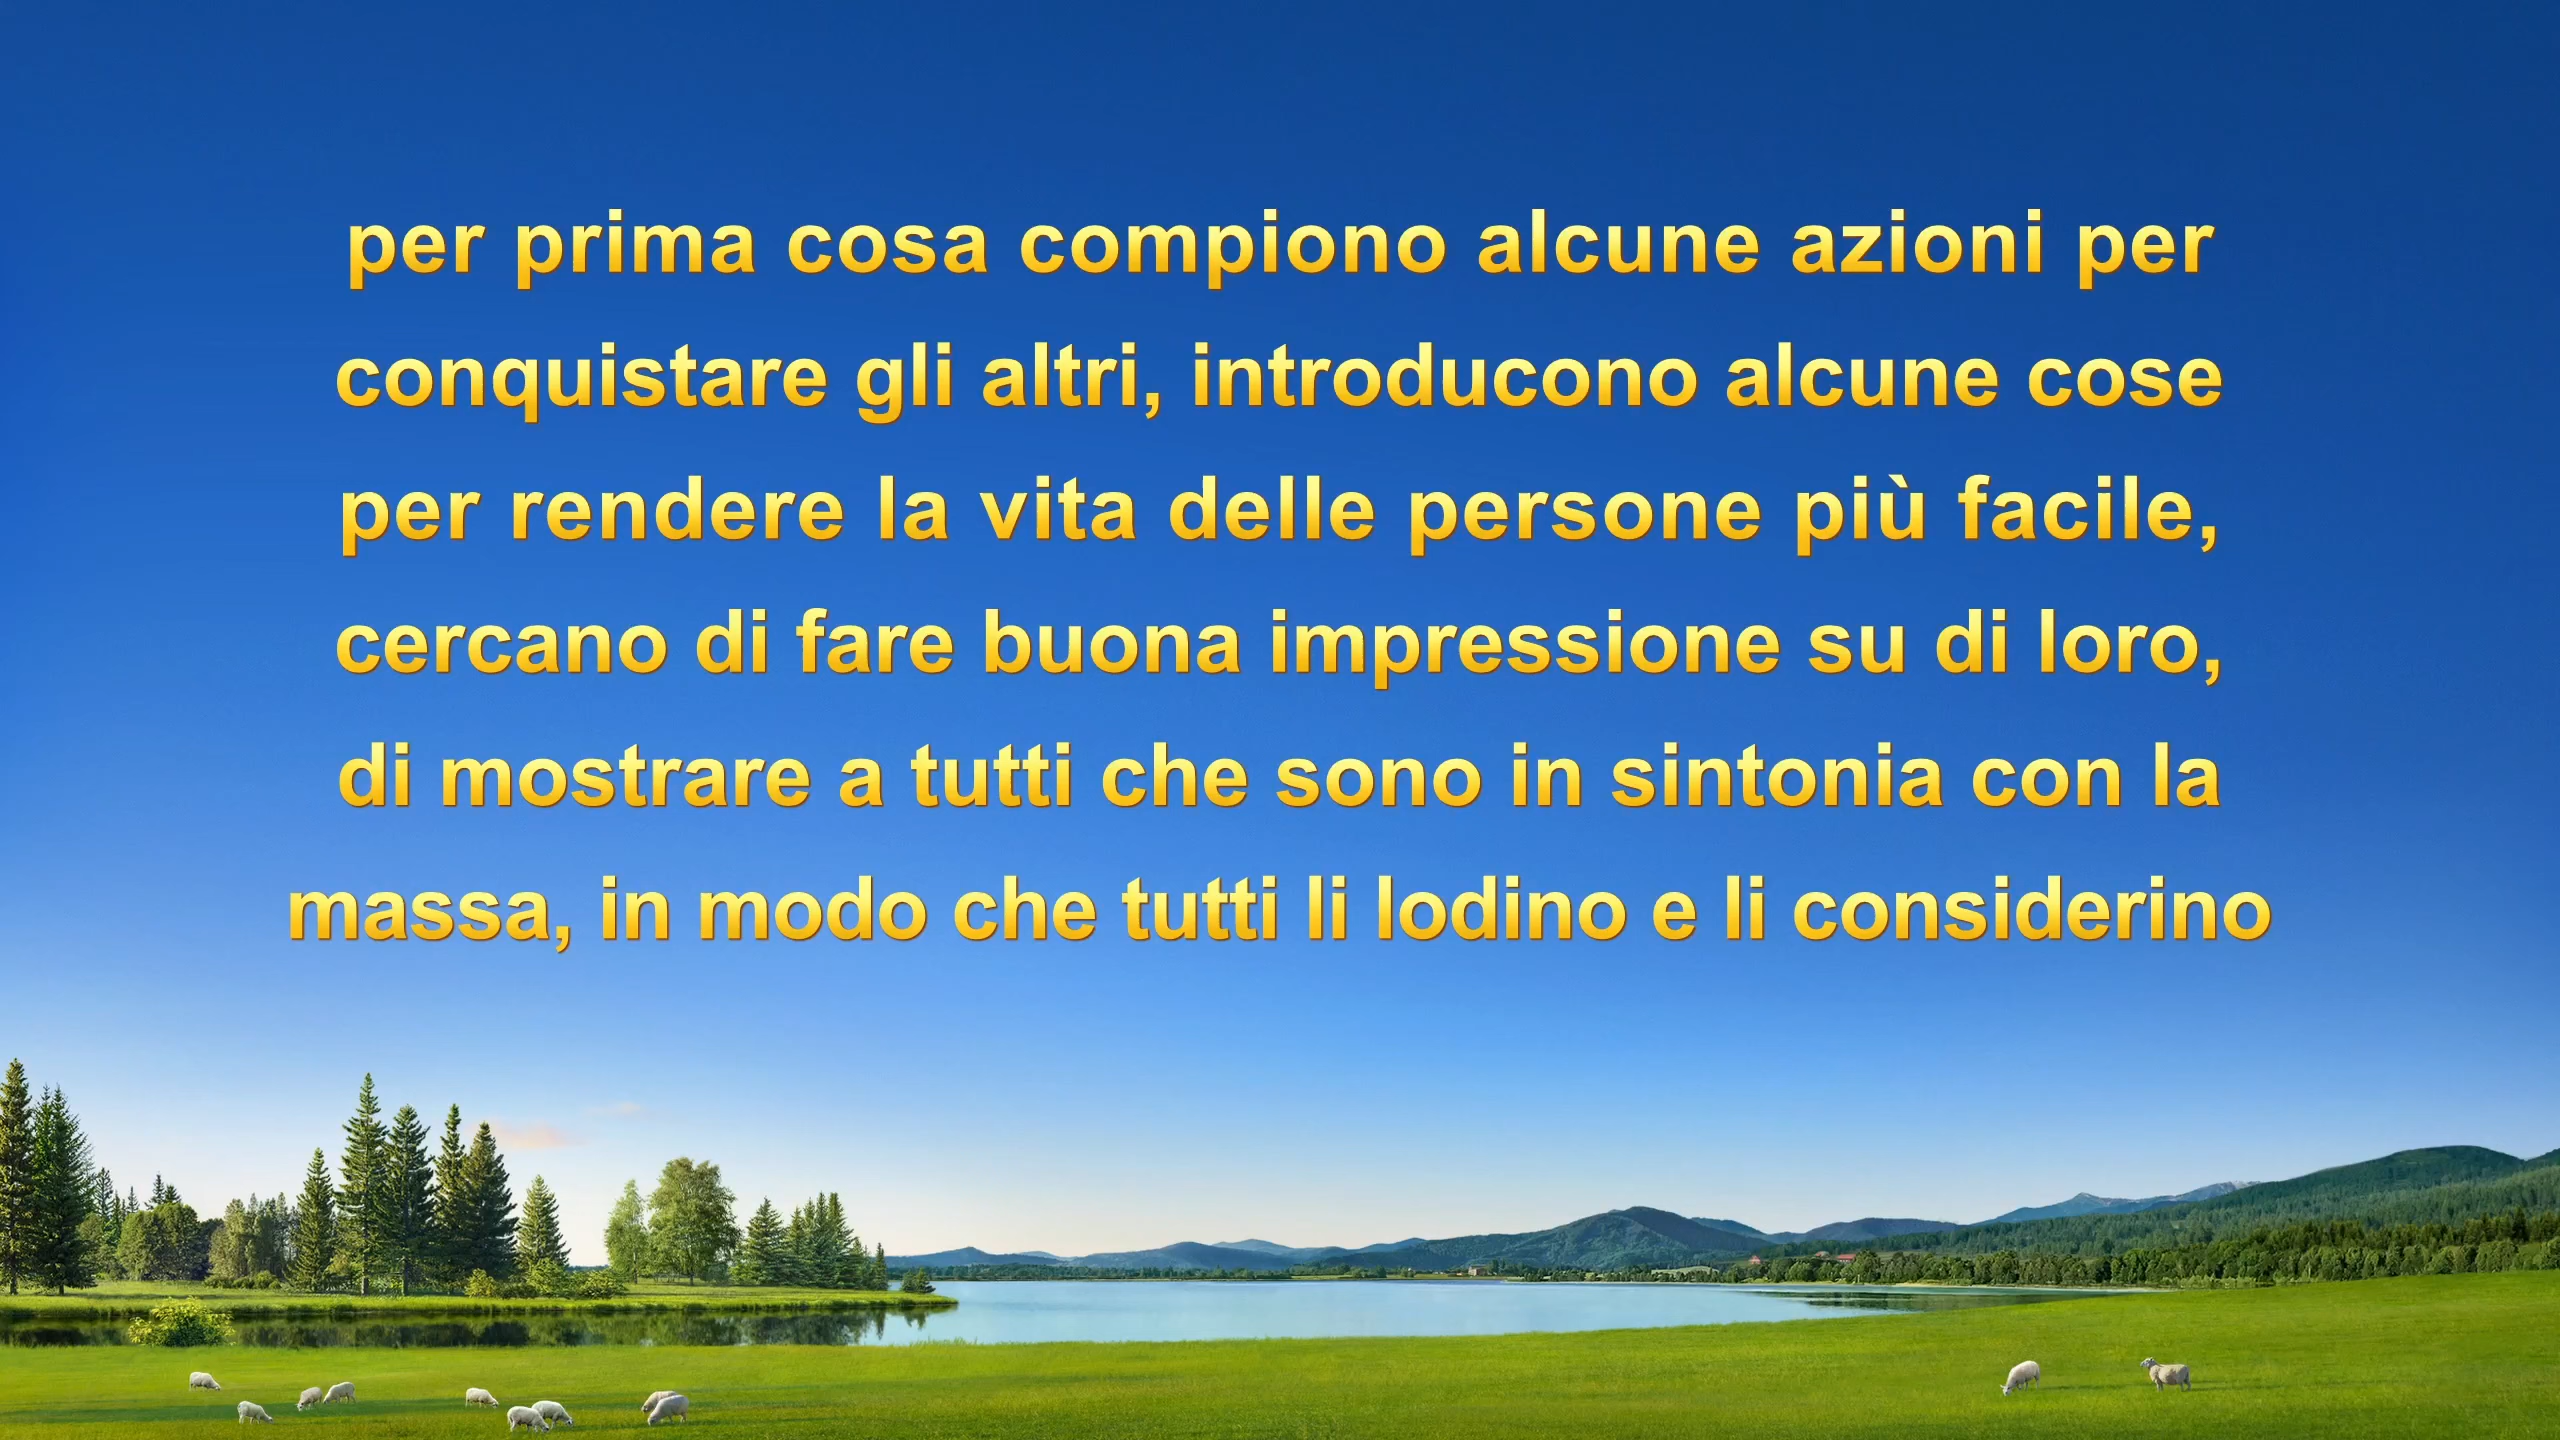 per prima cosa compiono alcune azioni per
conquistare gli altri, introducono alcune cose
per rendere la vita delle persone più facile,
cercano di fare buona impressione su di loro,
di mostrare a tutti che sono in sintonia con la
massa, in modo che tutti li lodino e li considerino